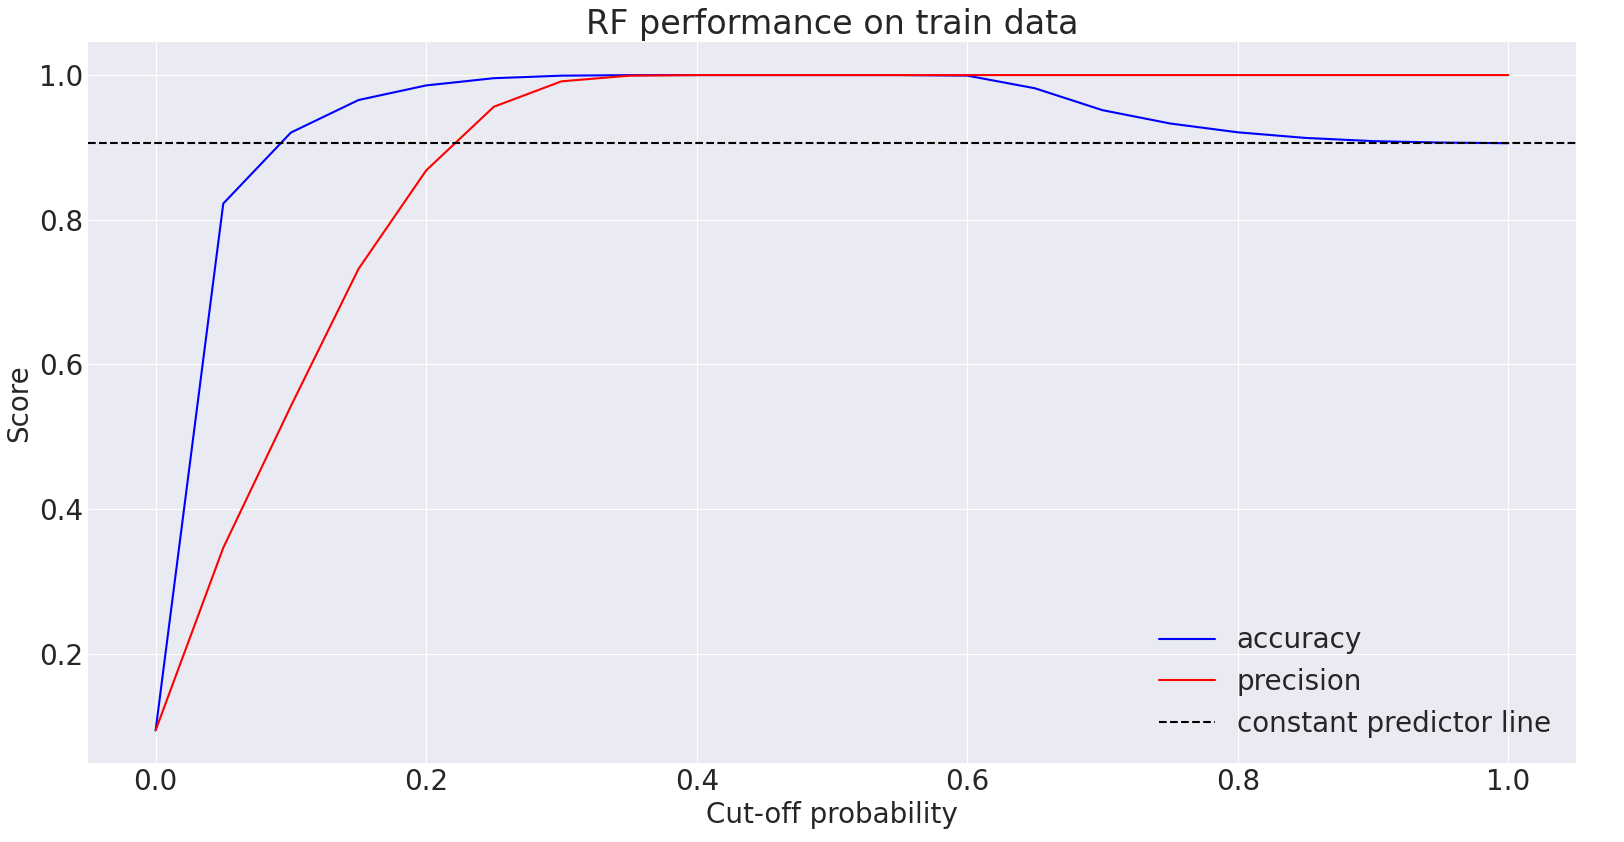 RF performance on train data
1.0
0.8
0.6
0.4
0.2
Score
accuracy
precision
constant predictor line
0.0 0.2 0.4 0.6 0.8 1.0
Cut-off probability